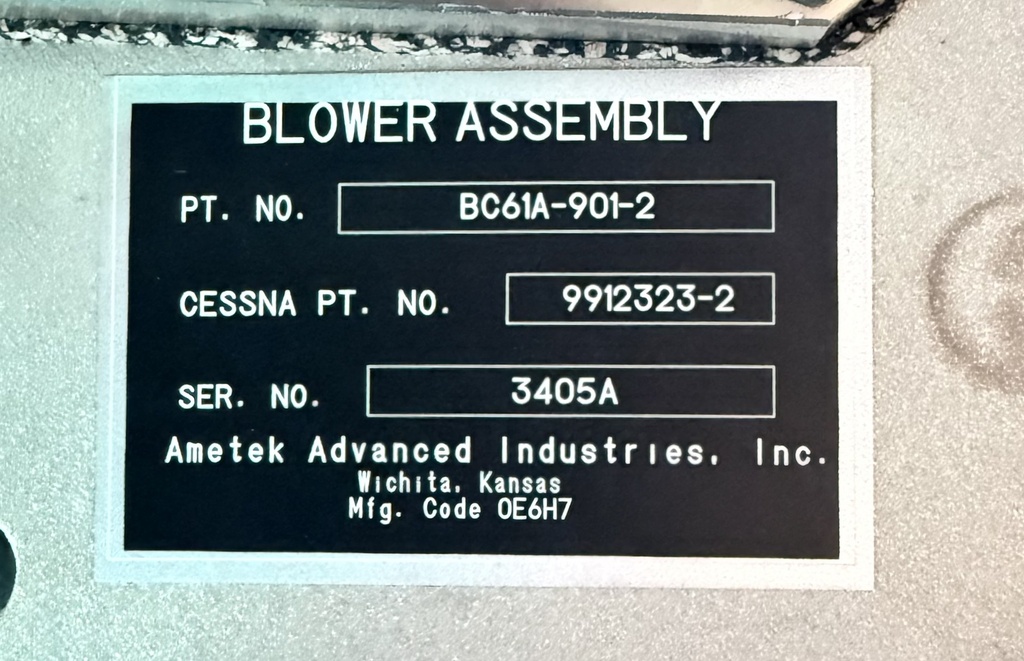 BLOWER ASSEMBLY
PT. NO. BC61A-901-2
CESSNA PT. NO. 9912323-2
SER. NO. 3405A
Ametek Advanced Industries, Inc.
Wichita, Kansas
Mfg. Code OE6H7